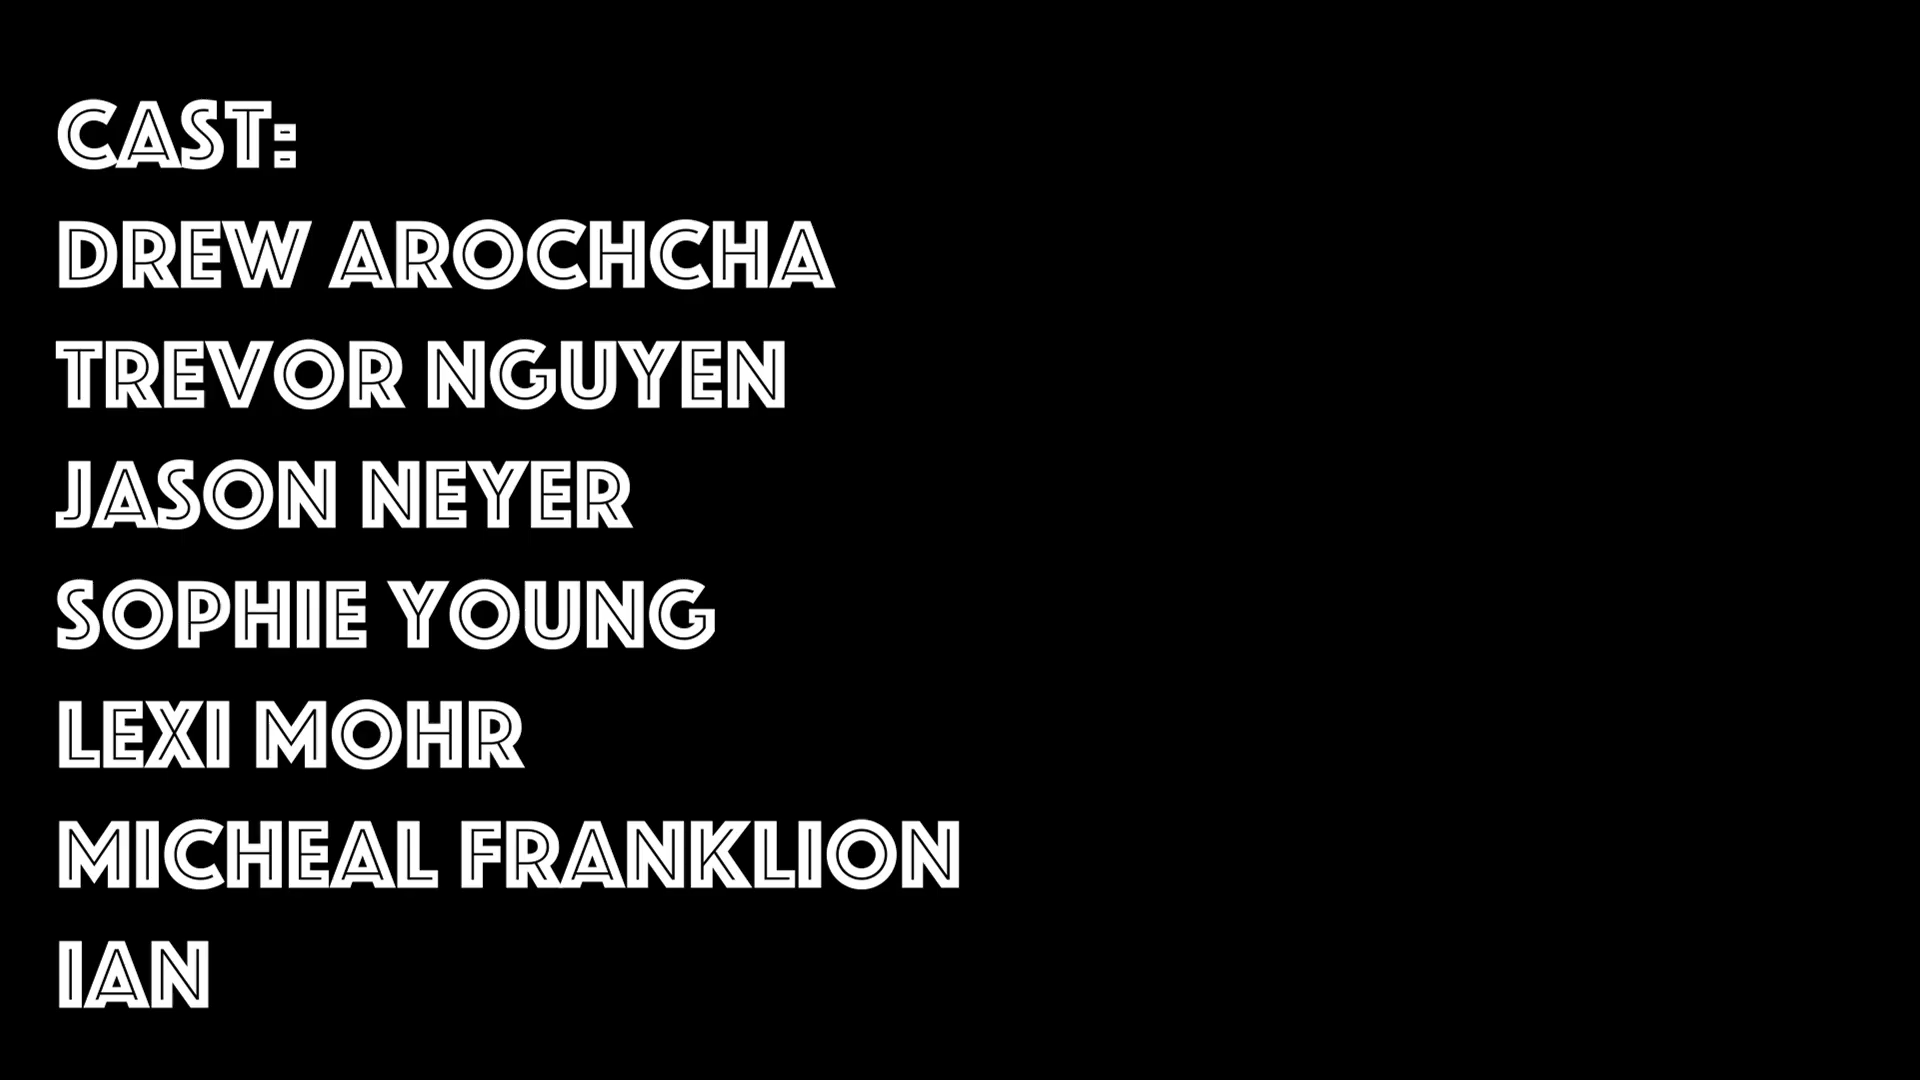 CAST:
DREW AROCHCHA
TREVOR NGUYEN
JASON NEYER
SOPHIE YOUNG
LEXI MOHR
MICHEAL FRANKLION
IAN